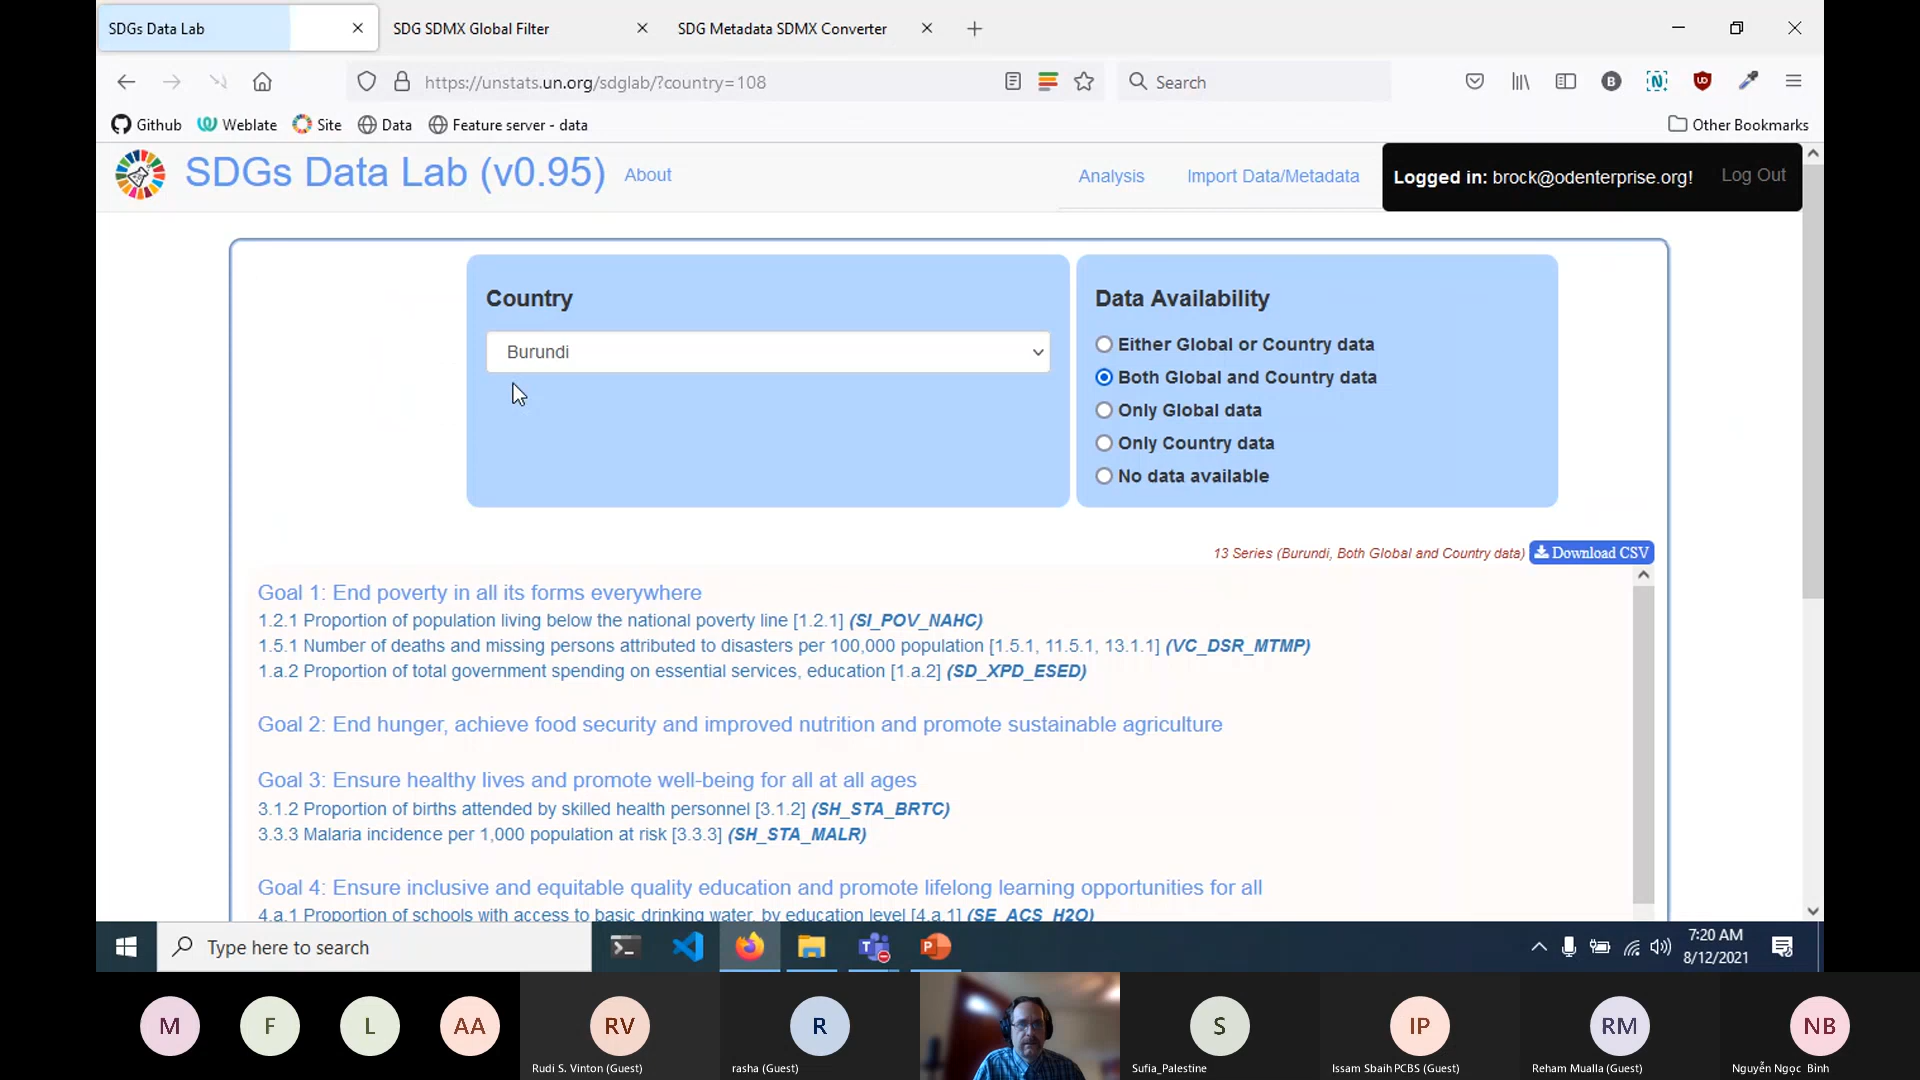 SDGs Data Lab
SDG SDMX Global Filter
SDG Metadata SDMX Converter
https://unstats.un.org/sdglab/?country=108
Search
Github
Weblate
Site
Data
Feature server - data
Other Bookmarks
SDGs Data Lab (v0.95)
About
Analysis
Import Data/Metadata
Logged in: brock@odenterprise.org!
Log Out
Country
Burundi
Data Availability
Either Global or Country data
Both Global and Country data
Only Global data
Only Country data
No data available
13 Series (Burundi, Both Global and Country data)
Download CSV
Goal 1: End poverty in all its forms everywhere
1.2.1 Proportion of population living below the national poverty line [1.2.1] (SI_POV_NAHC)
1.5.1 Number of deaths and missing persons attributed to disasters per 100,000 population [1.5.1, 11.5.1, 13.1.1] (VC_DSR_MTMP)
1.a.2 Proportion of total government spending on essential services, education [1.a.2] (SD_XPD_ESED)
Goal 2: End hunger, achieve food security and improved nutrition and promote sustainable agriculture
Goal 3: Ensure healthy lives and promote well-being for all at all ages
3.1.2 Proportion of births attended by skilled health personnel [3.1.2] (SH_STA_BRTC)
3.3.3 Malaria incidence per 1,000 population at risk [3.3.3] (SH_STA_MALR)
Goal 4: Ensure inclusive and equitable quality education and promote lifelong learning opportunities for all
4.a.1 Proportion of schools with access to basic drinking water, by education level [4.a.1] (SE_ACS_H2O)
Type here to search
7:20 AM
8/12/2021
M
F
L
AA
RV
R
S
IP
RM
NB
Rudi S. Vinton (Guest)
rasha (Guest)
Sufia_Palestine
Issam Sbaih PCBS (Guest)
Reham Mualla (Guest)
Nguyễn Ngọc Bình